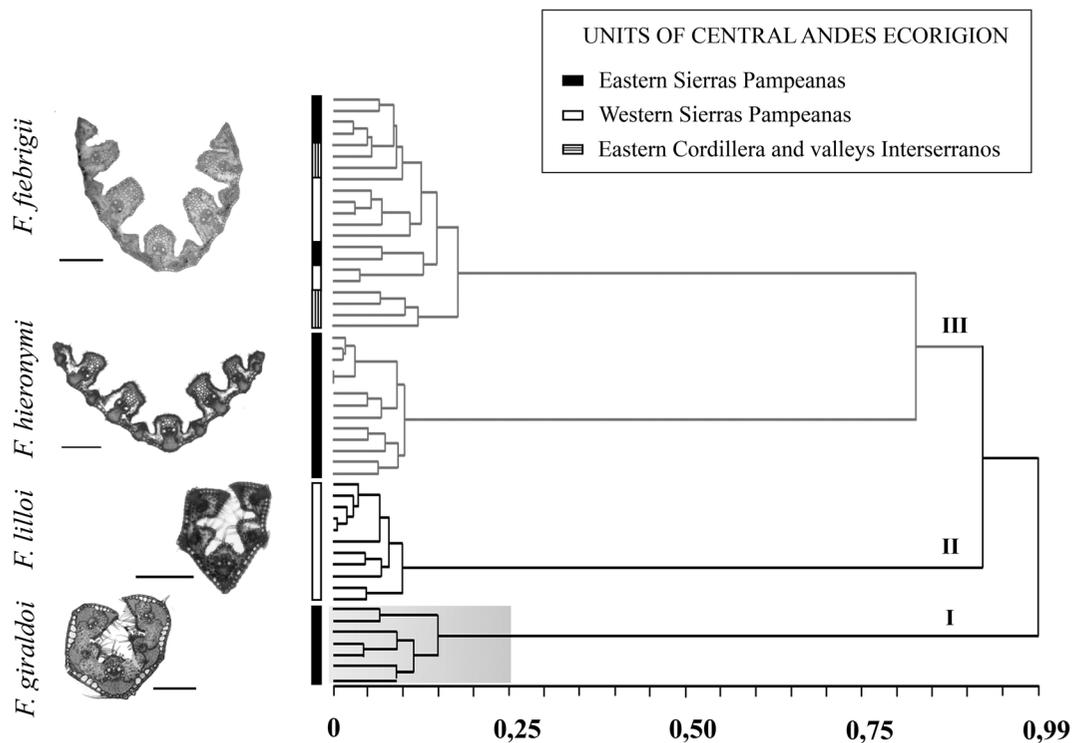 UNITS OF CENTRAL ANDES ECORIGION
Eastern Sierras Pampeanas
Western Sierras Pampeanas
Eastern Cordillera and valleys Interserranos
F. fiebrigii
F. hieronymi
F. lilloi
F. giraldoi
III
II
I
0 0,25 0,50 0,75 0,99